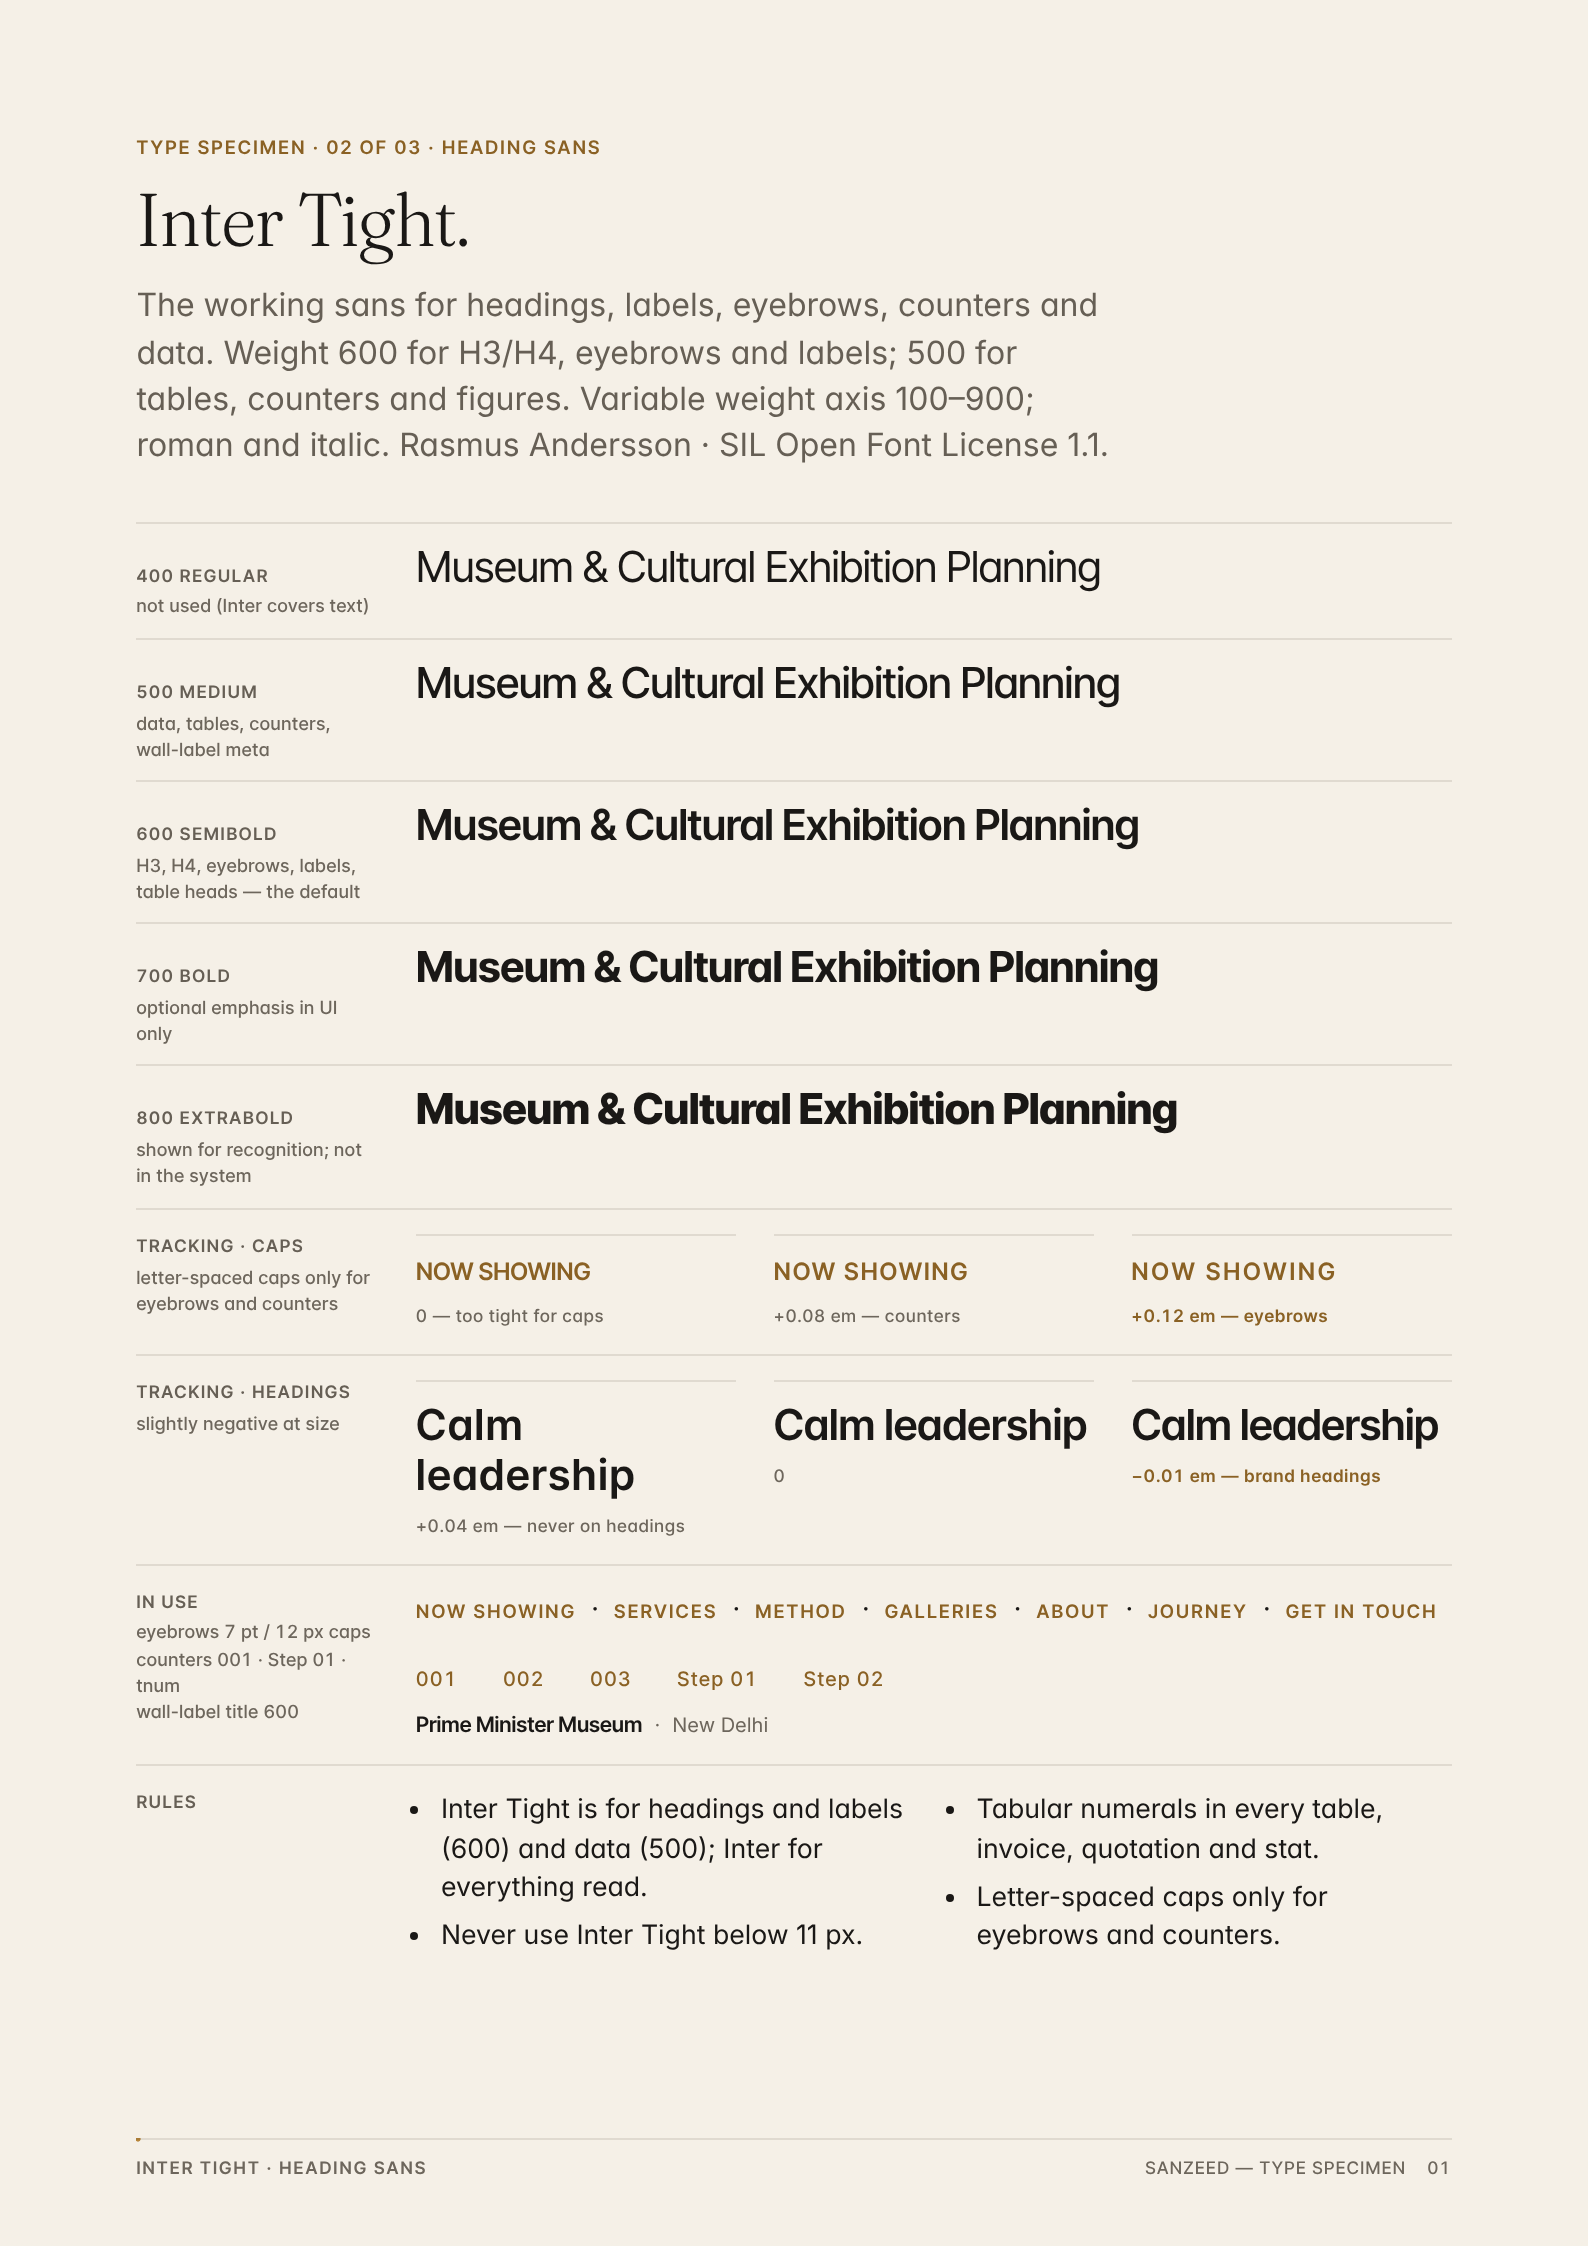 TYPE SPECIMEN · 02 OF 03 · HEADING SANS
Inter Tight.
The working sans for headings, labels, eyebrows, counters and
data. Weight 600 for H3/H4, eyebrows and labels; 500 for
tables, counters and figures. Variable weight axis 100–900;
roman and italic. Rasmus Andersson · SIL Open Font License 1.1.
400 REGULAR
not used (Inter covers text)
Museum & Cultural Exhibition Planning
500 MEDIUM
data, tables, counters,
wall-label meta
Museum & Cultural Exhibition Planning
600 SEMIBOLD
H3, H4, eyebrows, labels,
table heads — the default
Museum & Cultural Exhibition Planning
700 BOLD
optional emphasis in UI
only
Museum & Cultural Exhibition Planning
800 EXTRABOLD
shown for recognition; not
in the system
Museum & Cultural Exhibition Planning
TRACKING · CAPS
letter-spaced caps only for
eyebrows and counters
NOW SHOWING
0 — too tight for caps
NOW SHOWING
+0.08 em — counters
NOW SHOWING
+0.12 em — eyebrows
TRACKING · HEADINGS
slightly negative at size
Calm
leadership
+0.04 em — never on headings
Calm leadership
0
Calm leadership
−0.01 em — brand headings
IN USE
eyebrows 7 pt / 12 px caps
counters 001 · Step 01 ·
tnum
wall-label title 600
NOW SHOWING · SERVICES · METHOD · GALLERIES · ABOUT · JOURNEY · GET IN TOUCH
001 002 003 Step 01 Step 02
Prime Minister Museum · New Delhi
RULES
• Inter Tight is for headings and labels
(600) and data (500); Inter for
everything read.
• Never use Inter Tight below 11 px.
• Tabular numerals in every table,
invoice, quotation and stat.
• Letter-spaced caps only for
eyebrows and counters.
INTER TIGHT · HEADING SANS
SANZEED — TYPE SPECIMEN 01